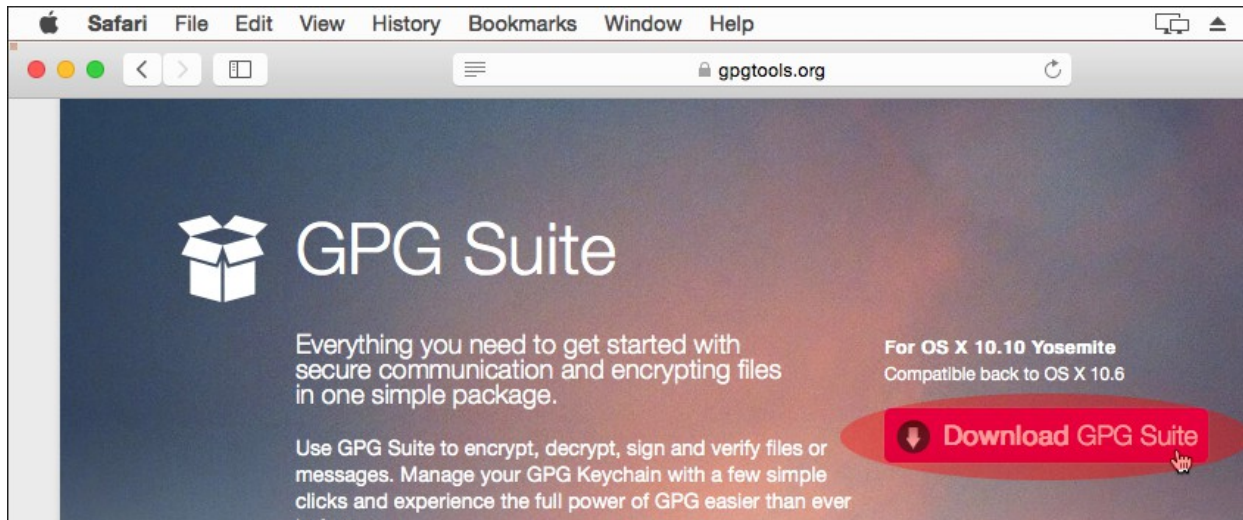 Safari File Edit View History Bookmarks Window Help
gpgtools.org
GPG Suite
Everything you need to get started with
secure communication and encrypting files
in one simple package.
For OS X 10.10 Yosemite
Compatible back to OS X 10.6
Download GPG Suite
Use GPG Suite to encrypt, decrypt, sign and verify files or
messages. Manage your GPG Keychain with a few simple
clicks and experience the full power of GPG easier than ever